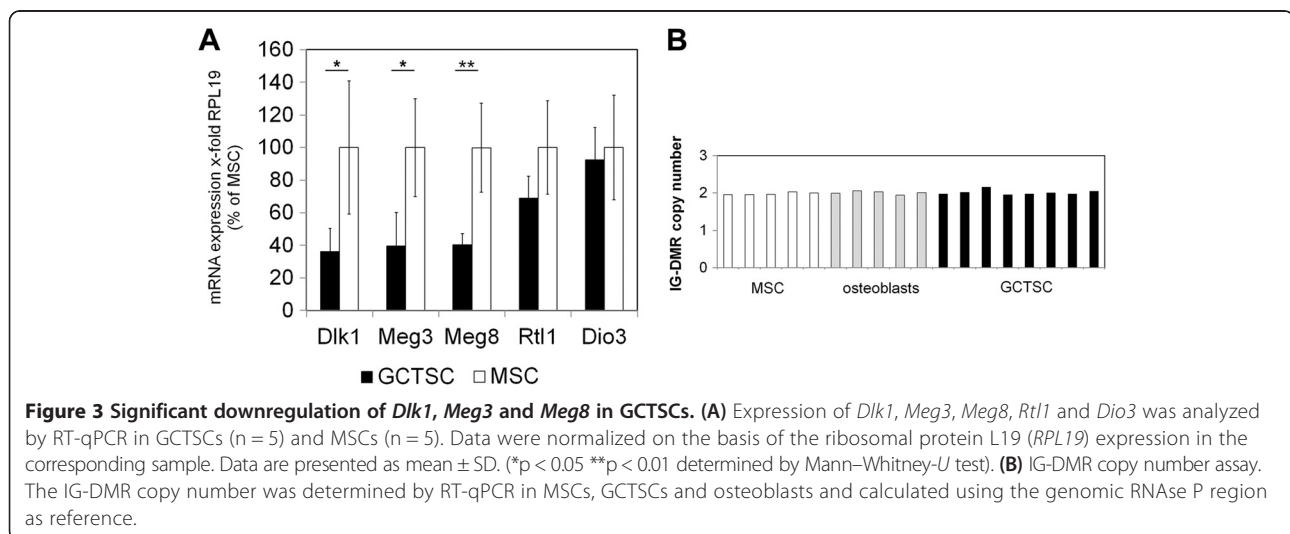 A
B
mRNA expression x-fold RPL19
(% of MSC)
160
140
120
100
80
60
40
20
0
*
*
**
Dlk1 Meg3 Meg8 Rtl1 Dio3
■ GCTSC □ MSC
IG-DMR copy number
3
2
1
0
MSC osteoblasts GCTSC
Figure 3 Significant downregulation of Dlk1, Meg3 and Meg8 in GCTSCs. (A) Expression of Dlk1, Meg3, Meg8, Rtl1 and Dio3 was analyzed
by RT-qPCR in GCTSCs (n = 5) and MSCs (n = 5). Data were normalized on the basis of the ribosomal protein L19 (RPL19) expression in the
corresponding sample. Data are presented as mean ± SD. (*p < 0.05 **p < 0.01 determined by Mann–Whitney-U test). (B) IG-DMR copy number assay.
The IG-DMR copy number was determined by RT-qPCR in MSCs, GCTSCs and osteoblasts and calculated using the genomic RNAse P region
as reference.